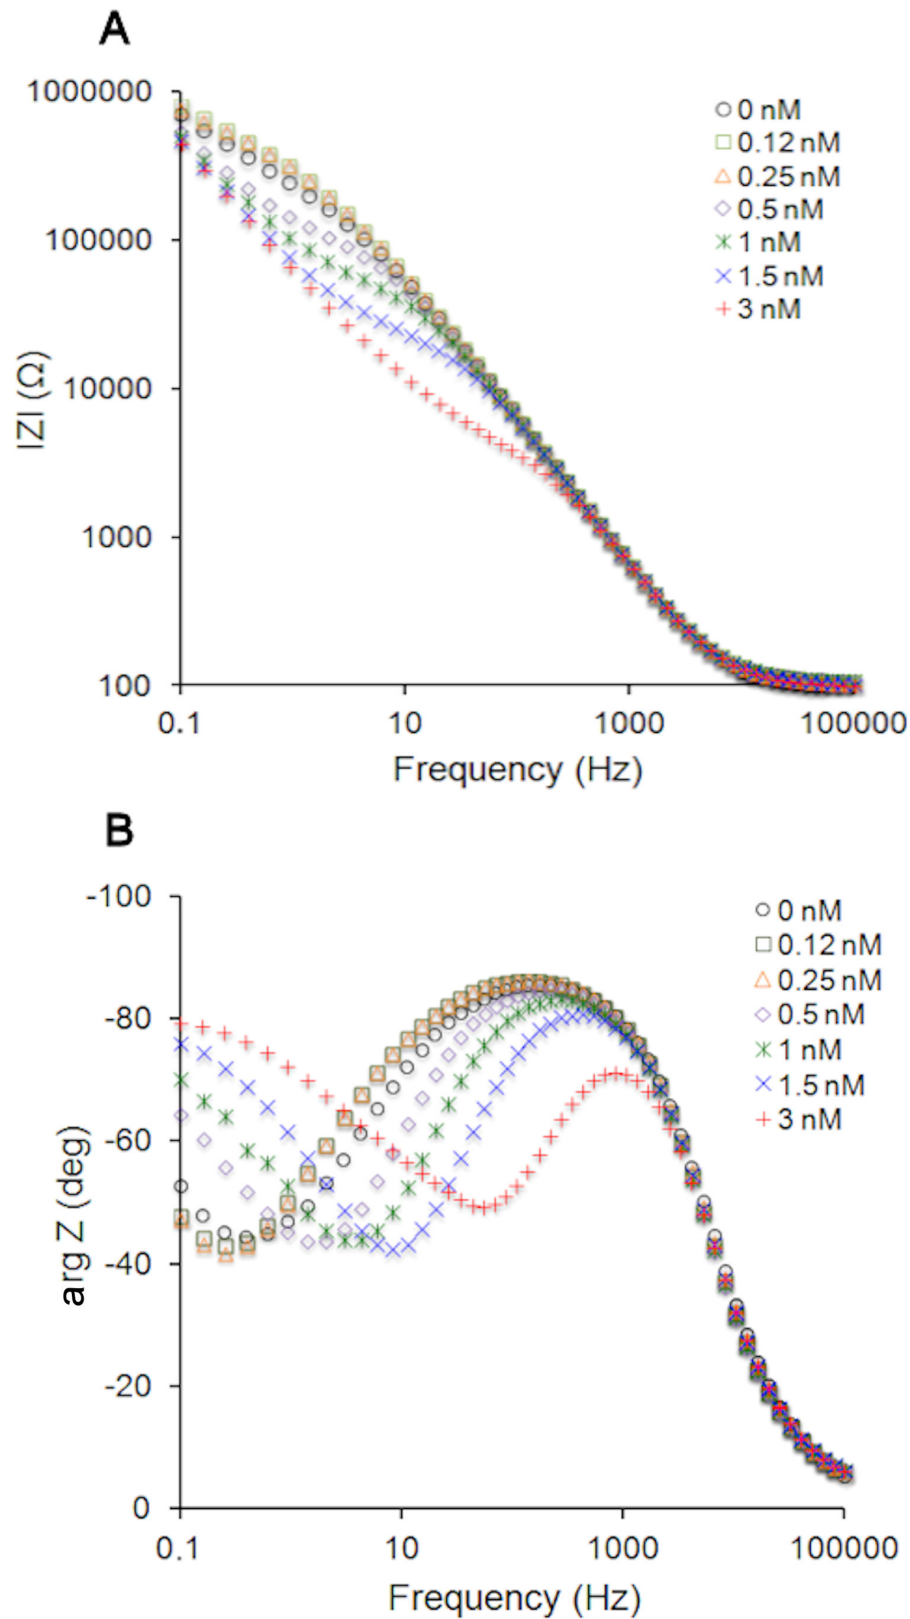 A
1000000
100000
10000
1000
100
|Z| (Ω)
0 nM
0.12 nM
0.25 nM
0.5 nM
1 nM
1.5 nM
3 nM
0.1 10 1000 100000
Frequency (Hz)
B
-100
-80
-60
-40
-20
0
arg Z (deg)
0 nM
0.12 nM
0.25 nM
0.5 nM
1 nM
1.5 nM
3 nM
0.1 10 1000 100000
Frequency (Hz)